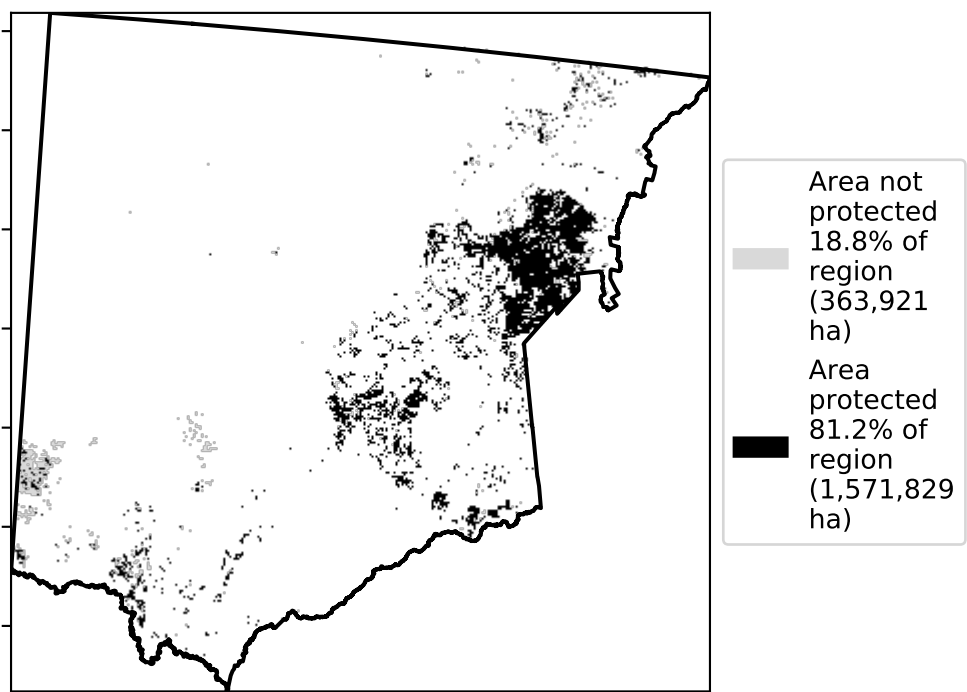 Area not
protected
18.8% of
region
(363,921
ha)
Area
protected
81.2% of
region
(1,571,829
ha)